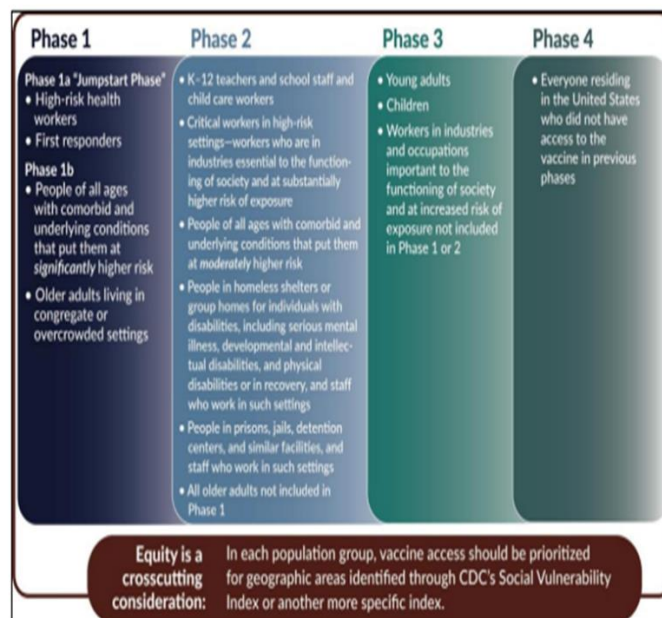 Phase 1
Phase 1a "Jumpstart Phase"
• High-risk health
workers
• First responders
Phase 1b
• People of all ages
with comorbid and
underlying conditions
that put them at
significantly higher risk
• Older adults living in
congregate or
overcrowded settings
Phase 2
• K–12 teachers and school staff and
child care workers
• Critical workers in high-risk
settings—workers who are in
industries essential to the function-
ing of society and at substantially
higher risk of exposure
• People of all ages with comorbid and
underlying conditions that put them
at moderately higher risk
• People in homeless shelters or
group homes for individuals with
disabilities, including serious mental
illness, developmental and intellec-
tual disabilities, and physical
disabilities or in recovery, and staff
who work in such settings
• People in prisons, jails, detention
centers, and similar facilities, and
staff who work in such settings
• All older adults not included in
Phase 1
Phase 3
• Young adults
• Children
• Workers in industries
and occupations
important to the
functioning of society
and at increased risk of
exposure not included
in Phase 1 or 2
Phase 4
• Everyone residing
in the United States
who did not have
access to the
vaccine in previous
phases
Equity is a
crosscutting
consideration:
In each population group, vaccine access should be prioritized
for geographic areas identified through CDC's Social Vulnerability
Index or another more specific index.